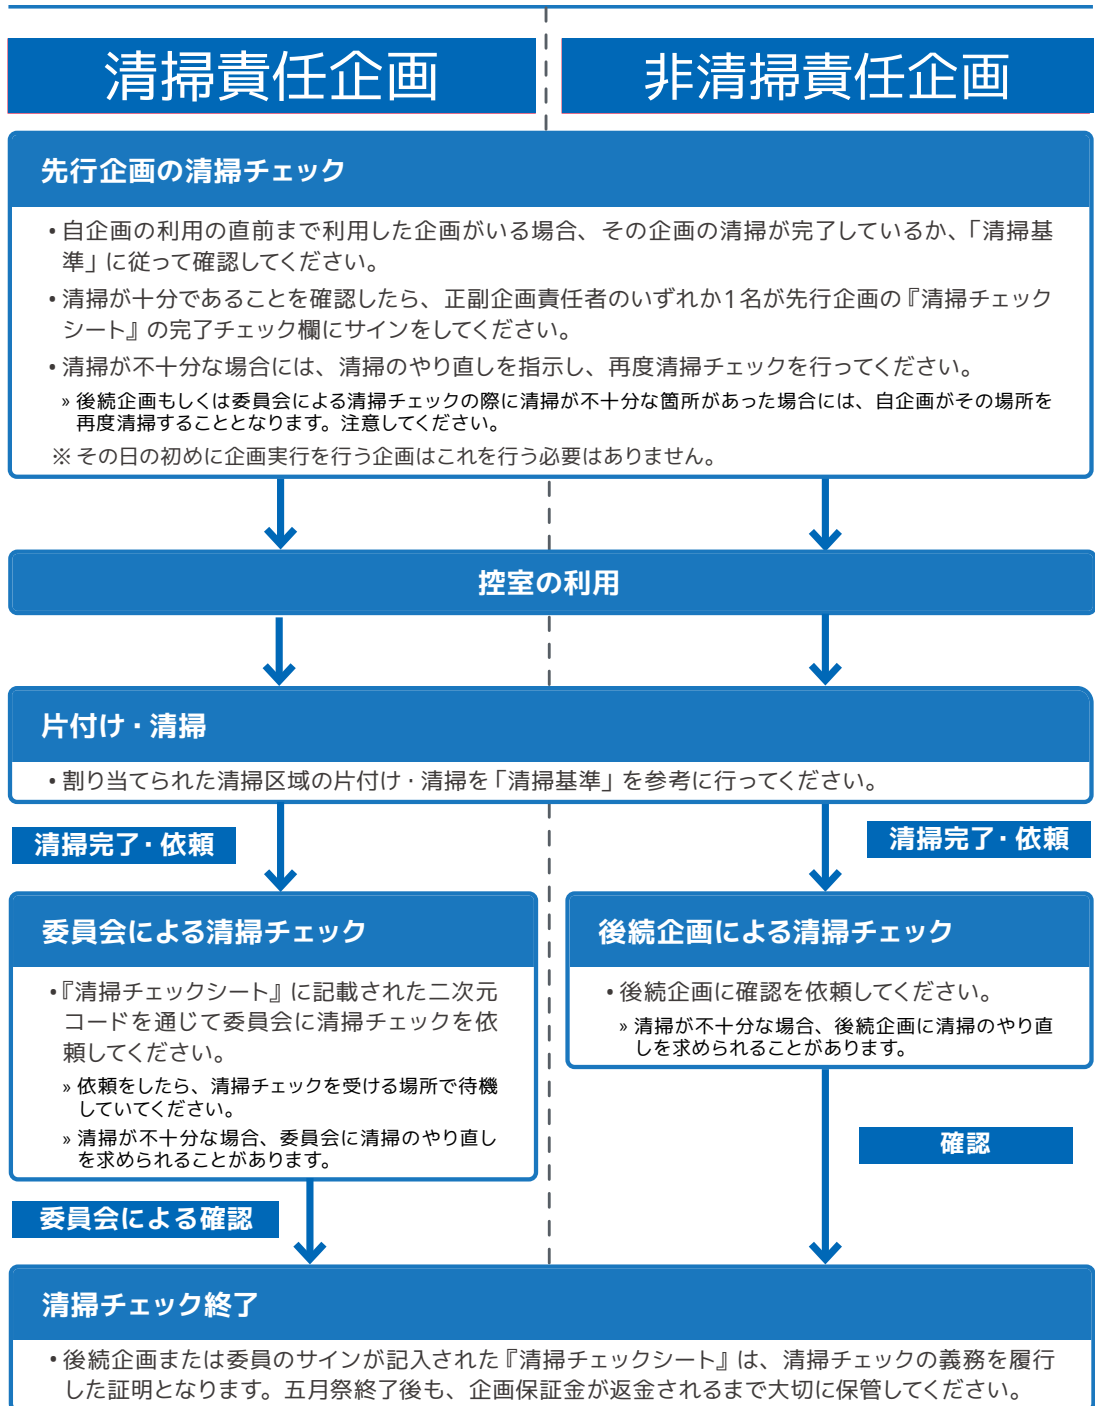 清掃責任企画
非清掃責任企画
先行企画の清掃チェック
・自企画の利用の直前まで利用した企画がいる場合、その企画の清掃が完了しているか、「清掃基
準」に従って確認してください。
・清掃が十分であることを確認したら、正副企画責任者のいずれか1名が先行企画の『清掃チェック
シート』の完了チェック欄にサインをしてください。
・清掃が不十分な場合には、清掃のやり直しを指示し、再度清掃チェックを行ってください。
» 後続企画もしくは委員会による清掃チェックの際に清掃が不十分な箇所があった場合には、自企画がその場所を
再度清掃することとなります。注意してください。
※ その日の初めに企画実行を行う企画はこれを行う必要はありません。
控室の利用
片付け・清掃
・割り当てられた清掃区域の片付け・清掃を「清掃基準」を参考に行ってください。
清掃完了・依頼
清掃完了・依頼
委員会による清掃チェック
・『清掃チェックシート』に記載された二次元
コードを通じて委員会に清掃チェックを依
頼してください。
» 依頼をしたら、清掃チェックを受ける場所で待機
していてください。
» 清掃が不十分な場合、委員会に清掃のやり直し
を求められることがあります。
委員会による確認
後続企画による清掃チェック
・後続企画に確認を依頼してください。
» 清掃が不十分な場合、後続企画に清掃のやり直
しを求められることがあります。
確認
清掃チェック終了
・後続企画または委員のサインが記入された『清掃チェックシート』は、清掃チェックの義務を履行
した証明となります。五月祭終了後も、企画保証金が返金されるまで大切に保管してください。